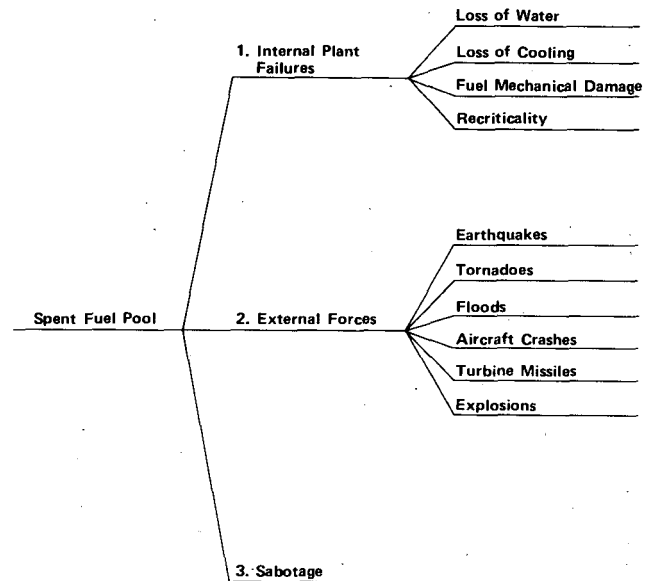 Loss of Water
1. Internal Plant
Failures
Loss of Cooling
Fuel Mechanical Damage
Recriticality
Earthquakes
Tornadoes
Floods
Spent Fuel Pool
2. External Forces
Aircraft Crashes
Turbine Missiles
Explosions
3. Sabotage